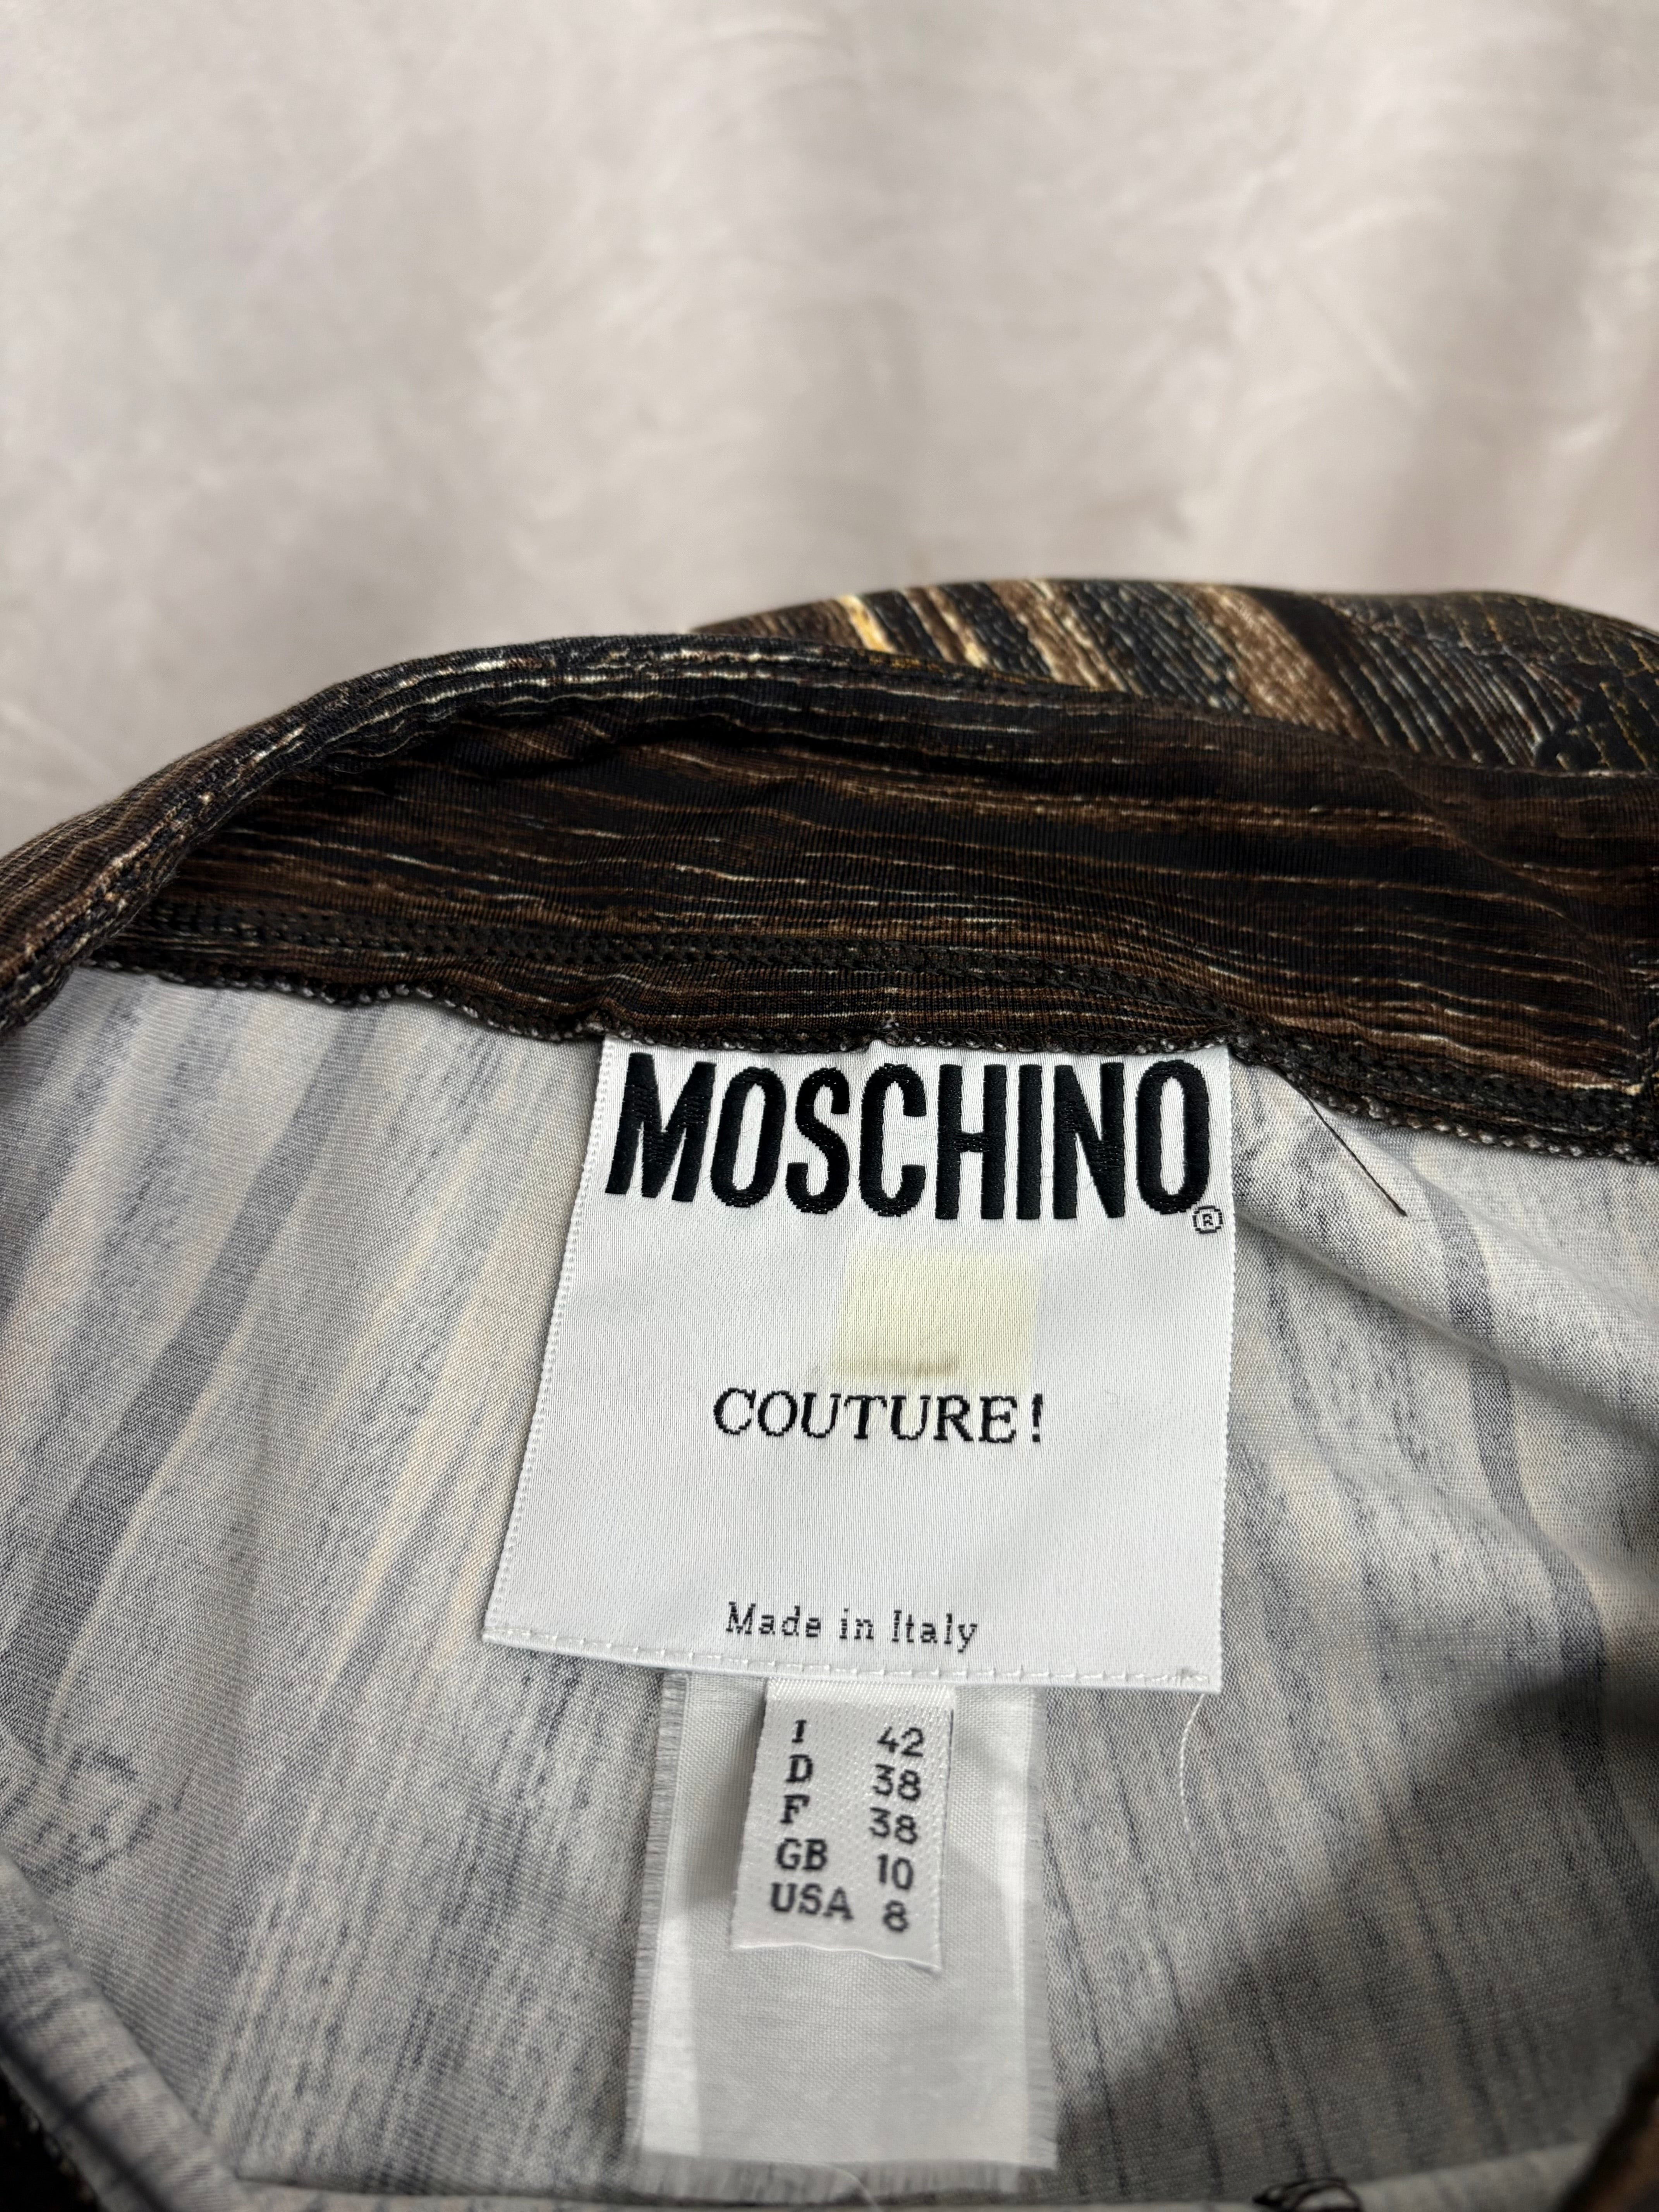 MOSCHINO®
COUTURE!
Made in Italy
I 42
D 38
F 38
GB 10
USA 8